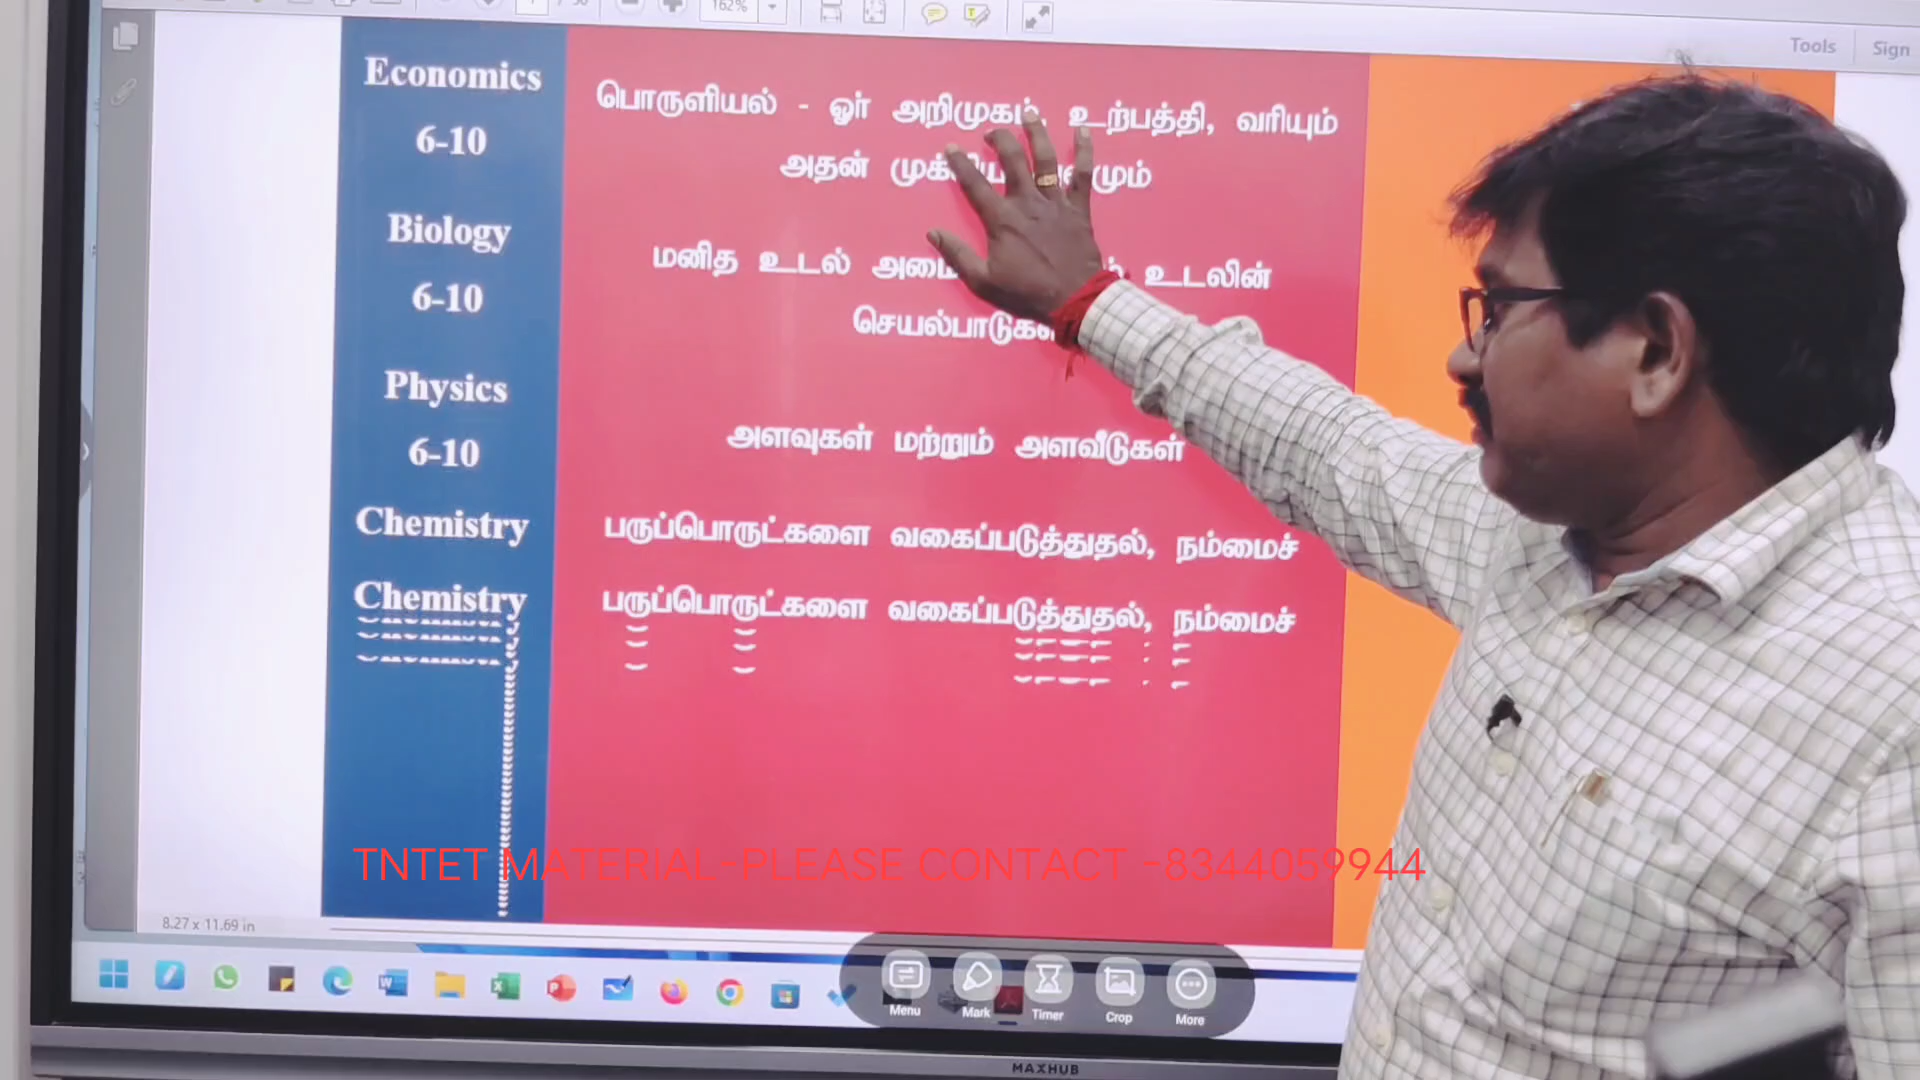 162%
Tools Sign
Economics
6-10
பொருளியல் - ஓர் அறிமுகம், உற்பத்தி, வரியும்
அதன்
Biology
6-10
மனித உடல் உடலின்
Physics
6-10
அளவுகள் மற்றும் அளவீடுகள்
Chemistry
பருப்பொருட்களை வகைப்படுத்துதல், நம்மைச்
Chemistry
பருப்பொருட்களை வகைப்படுத்துதல், நம்மைச்
TNTET MATERIAL-PLEASE CONTACT -8344059944
8.27 x 11.69 in
Menu Mark Timer Crop More
MAXHUB